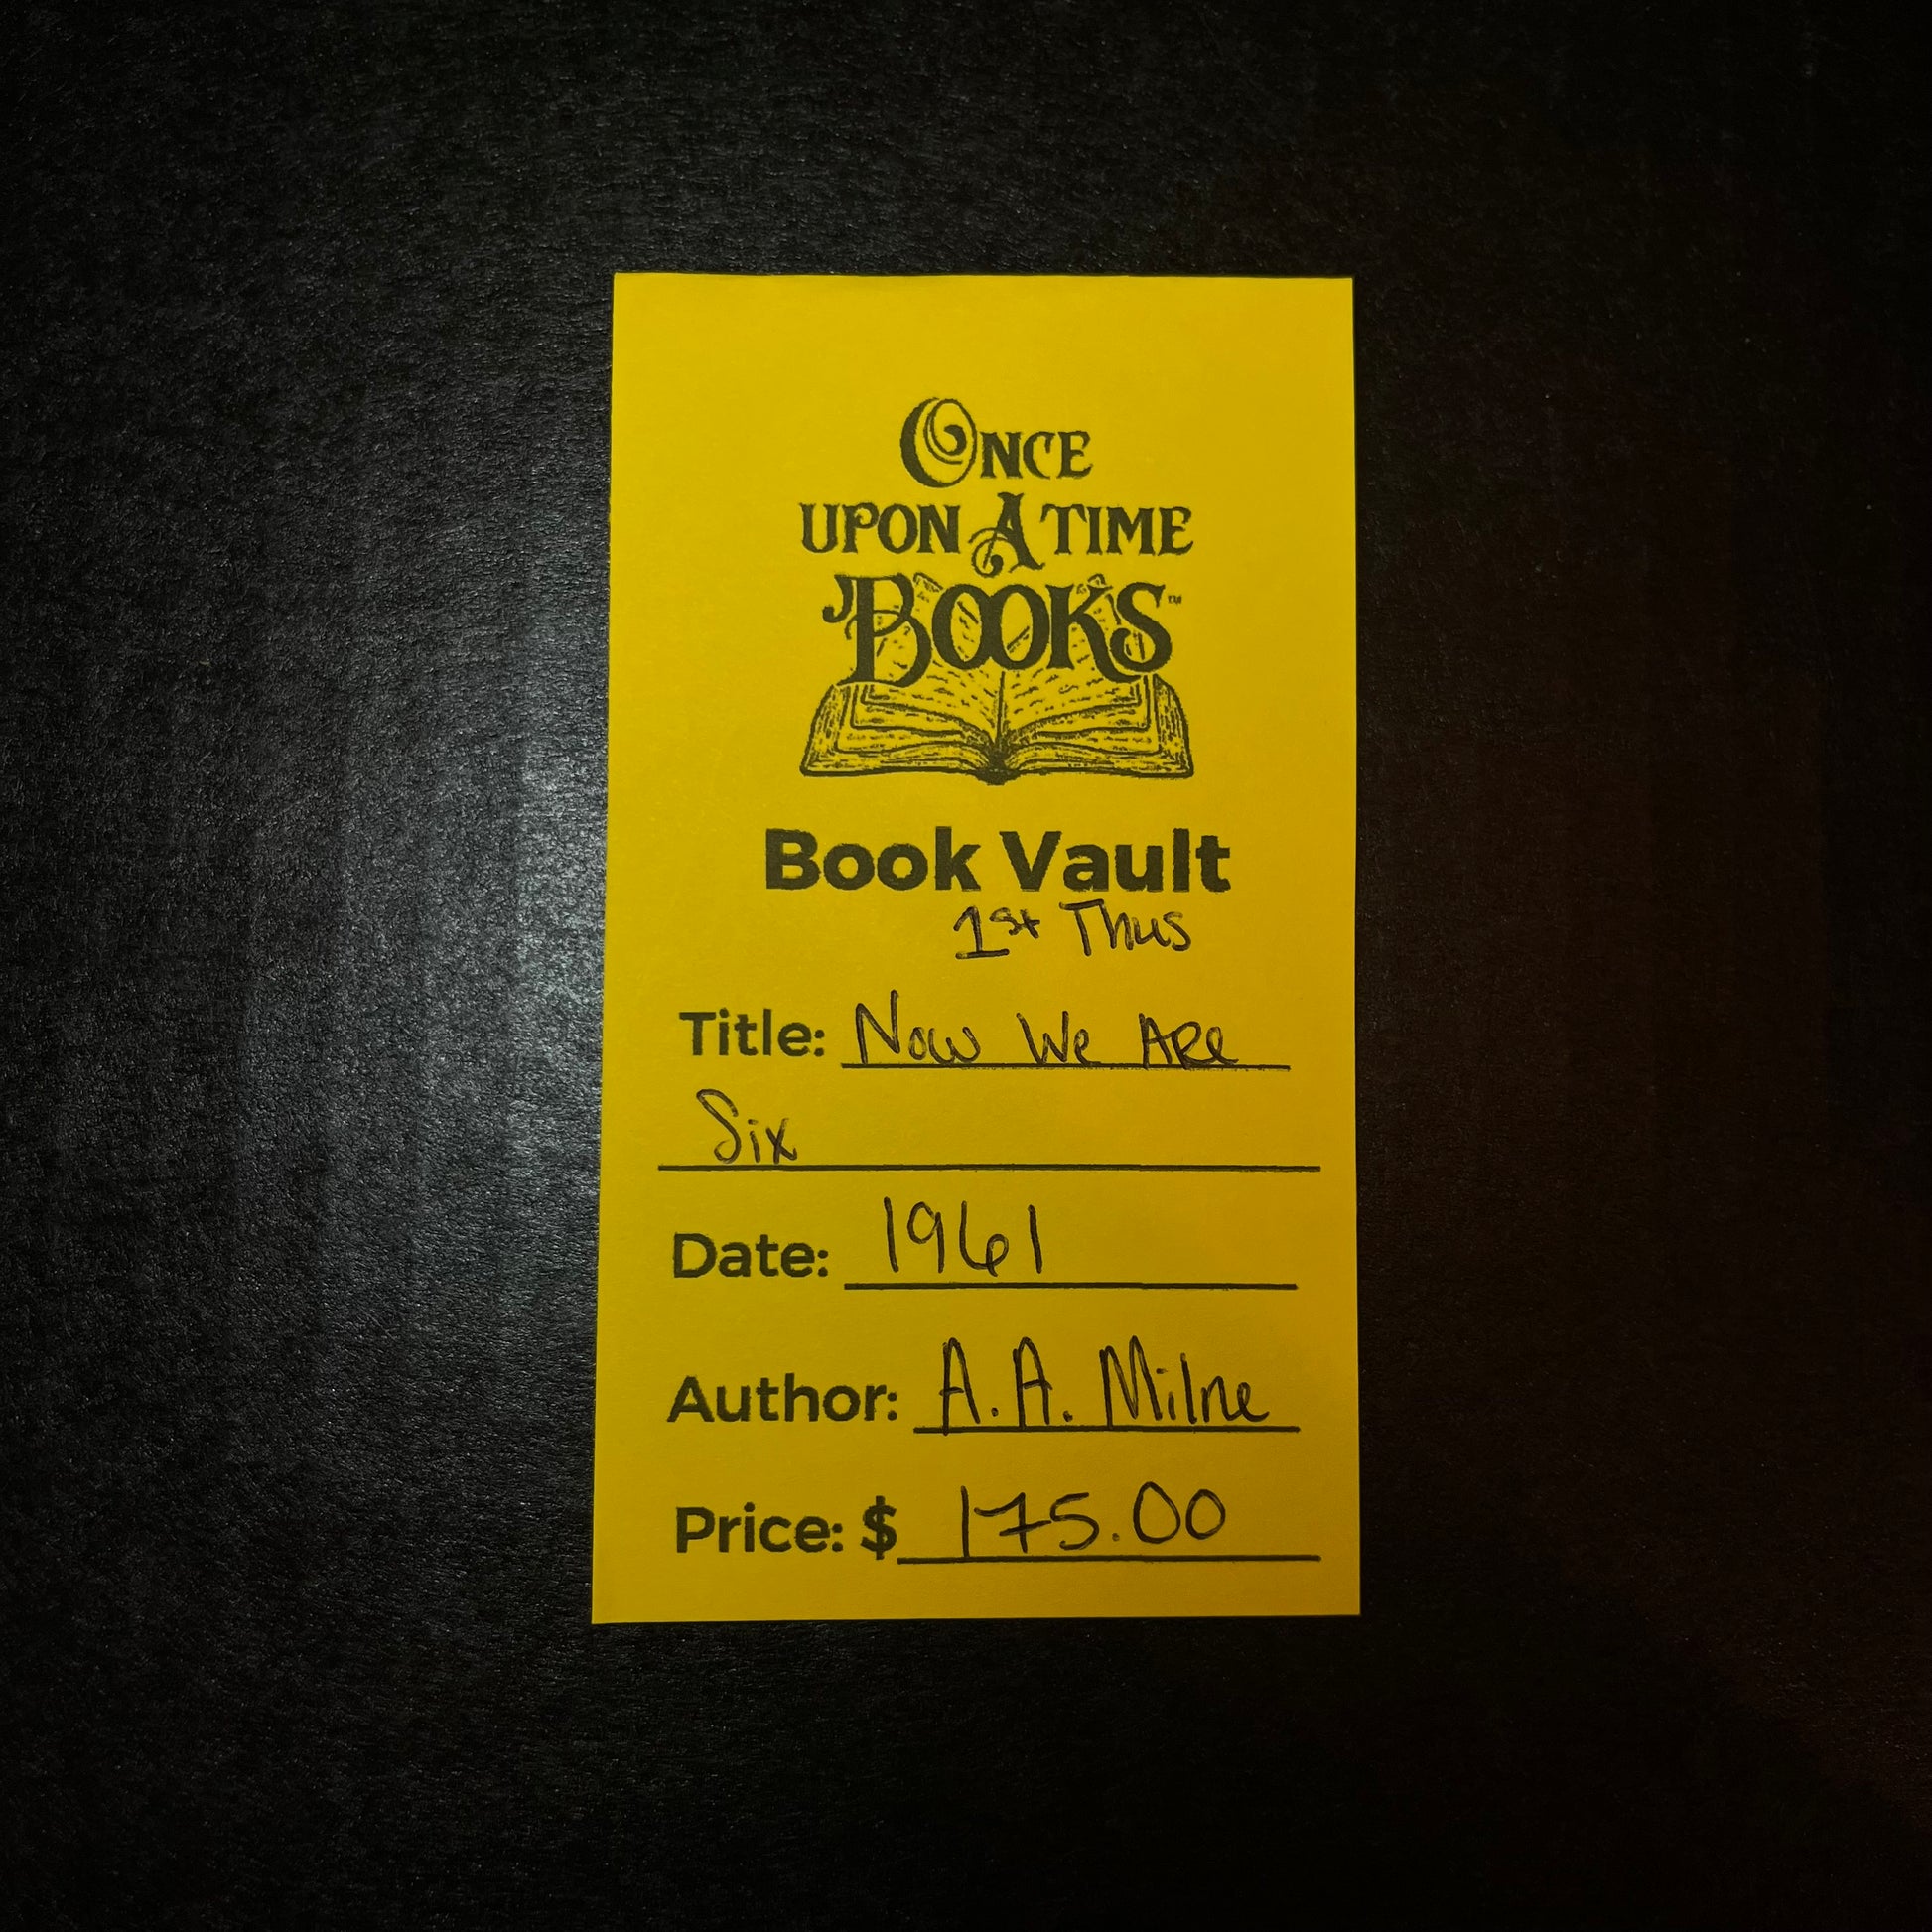 ONCE
UPON A TIME
BOOKS™
Book Vault
1st Thus
Title: Now We ARe
Six
Date: 1961
Author: A.A. Milne
Price: $ 175.00